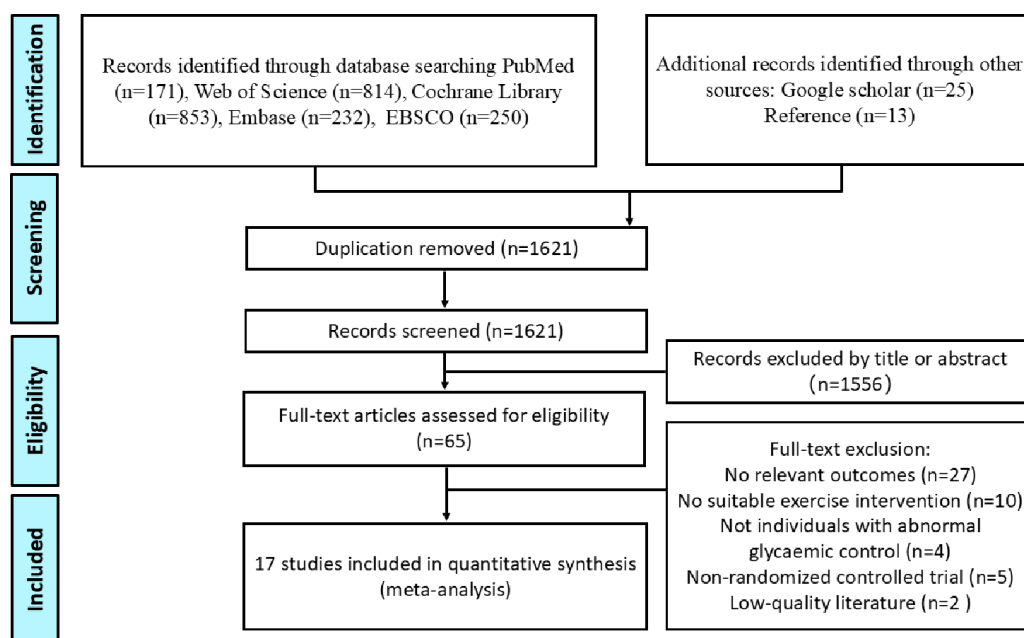 Identification
Records identified through database searching PubMed
(n=171), Web of Science (n=814), Cochrane Library
(n=853), Embase (n=232), EBSCO (n=250)
Additional records identified through other
sources: Google scholar (n=25)
Reference (n=13)
Screening
Duplication removed (n=1621)
Records screened (n=1621)
Eligibility
Records excluded by title or abstract
(n=1556)
Full-text articles assessed for eligibility
(n=65)
Full-text exclusion:
No relevant outcomes (n=27)
No suitable exercise intervention (n=10)
Not individuals with abnormal
glycaemic control (n=4)
Non-randomized controlled trial (n=5)
Low-quality literature (n=2 )
Included
17 studies included in quantitative synthesis
(meta-analysis)